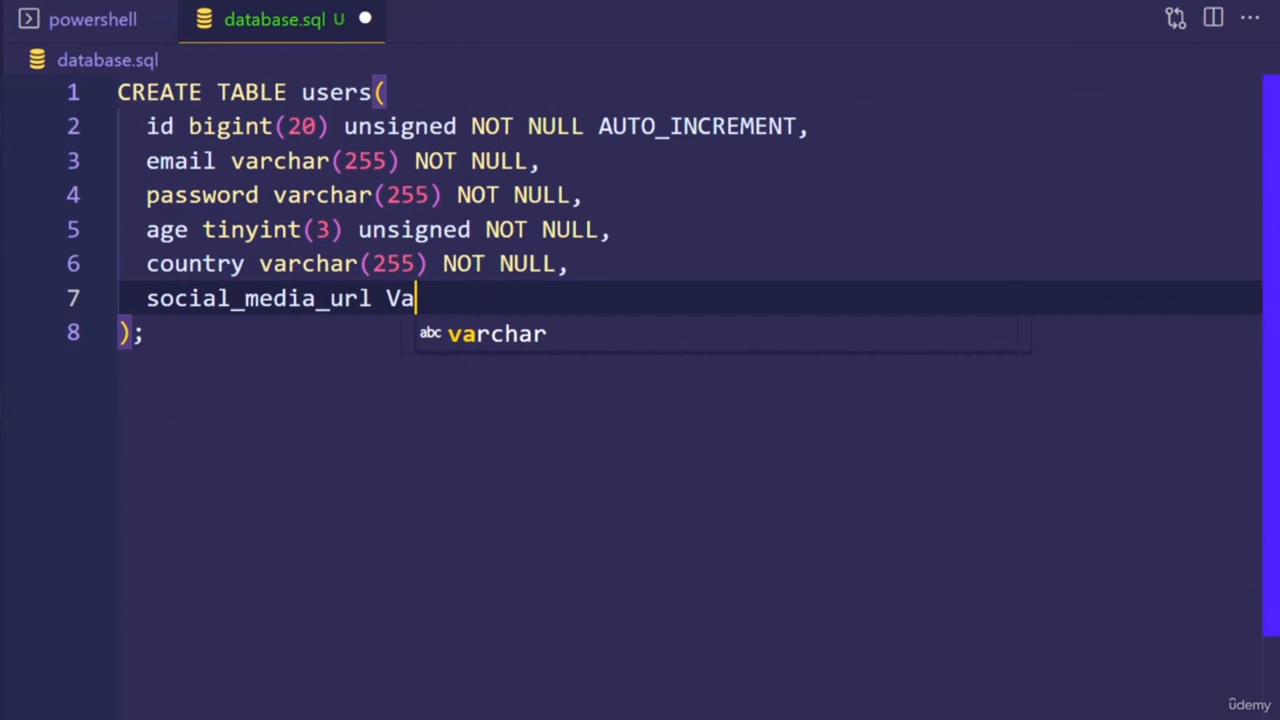 powershell
database.sql U
database.sql
1 CREATE TABLE users(
2 id bigint(20) unsigned NOT NULL AUTO_INCREMENT,
3 email varchar(255) NOT NULL,
4 password varchar(255) NOT NULL,
5 age tinyint(3) unsigned NOT NULL,
6 country varchar(255) NOT NULL,
7 social_media_url Va
abc varchar
8 );
ûdemy